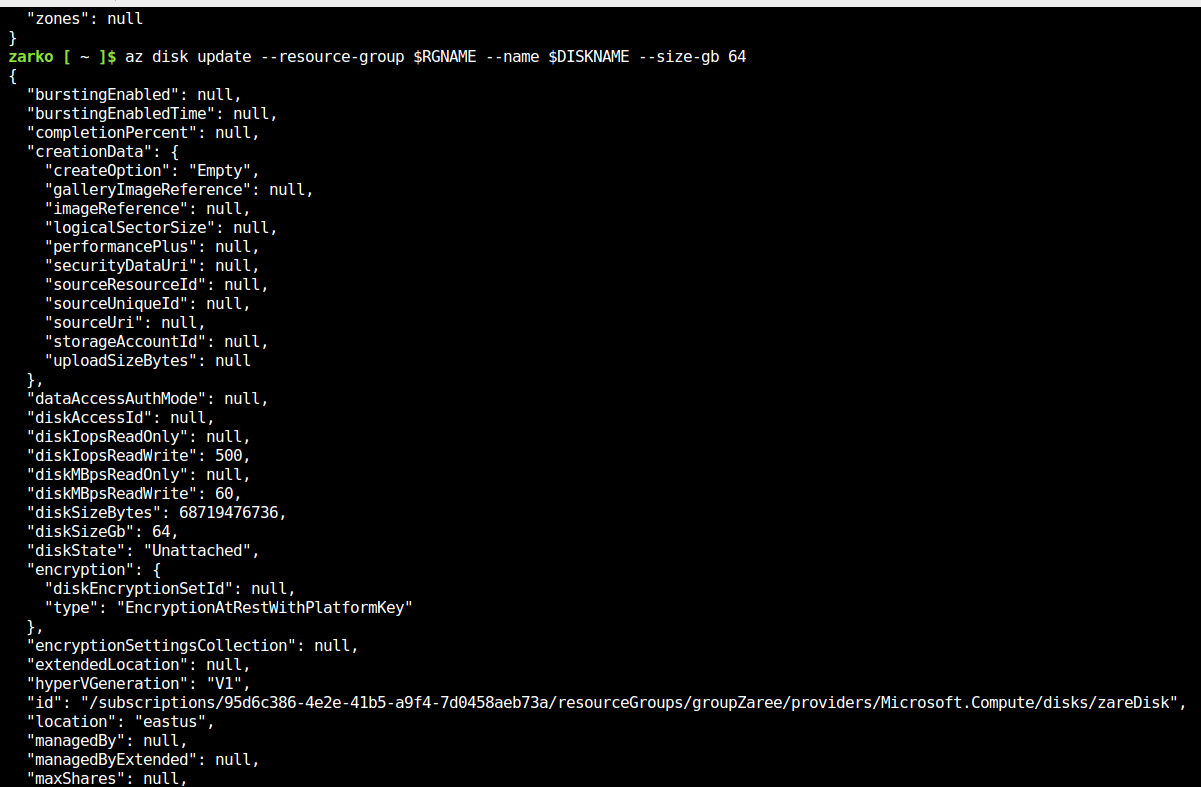 "zones": null
}
zarko [ ~ ]$ az disk update --resource-group $RGNAME --name $DISKNAME --size-gb 64
{
  "burstingEnabled": null,
  "burstingEnabledTime": null,
  "completionPercent": null,
  "creationData": {
    "createOption": "Empty",
    "galleryImageReference": null,
    "imageReference": null,
    "logicalSectorSize": null,
    "performancePlus": null,
    "securityDataUri": null,
    "sourceResourceId": null,
    "sourceUniqueId": null,
    "sourceUri": null,
    "storageAccountId": null,
    "uploadSizeBytes": null
  },
  "dataAccessAuthMode": null,
  "diskAccessId": null,
  "diskIopsReadOnly": null,
  "diskIopsReadWrite": 500,
  "diskMBpsReadOnly": null,
  "diskMBpsReadWrite": 60,
  "diskSizeBytes": 68719476736,
  "diskSizeGb": 64,
  "diskState": "Unattached",
  "encryption": {
    "diskEncryptionSetId": null,
    "type": "EncryptionAtRestWithPlatformKey"
  },
  "encryptionSettingsCollection": null,
  "extendedLocation": null,
  "hyperVGeneration": "V1",
  "id": "/subscriptions/95d6c386-4e2e-41b5-a9f4-7d0458aeb73a/resourceGroups/groupZaree/providers/Microsoft.Compute/disks/zareDisk",
  "location": "eastus",
  "managedBy": null,
  "managedByExtended": null,
  "maxShares": null,